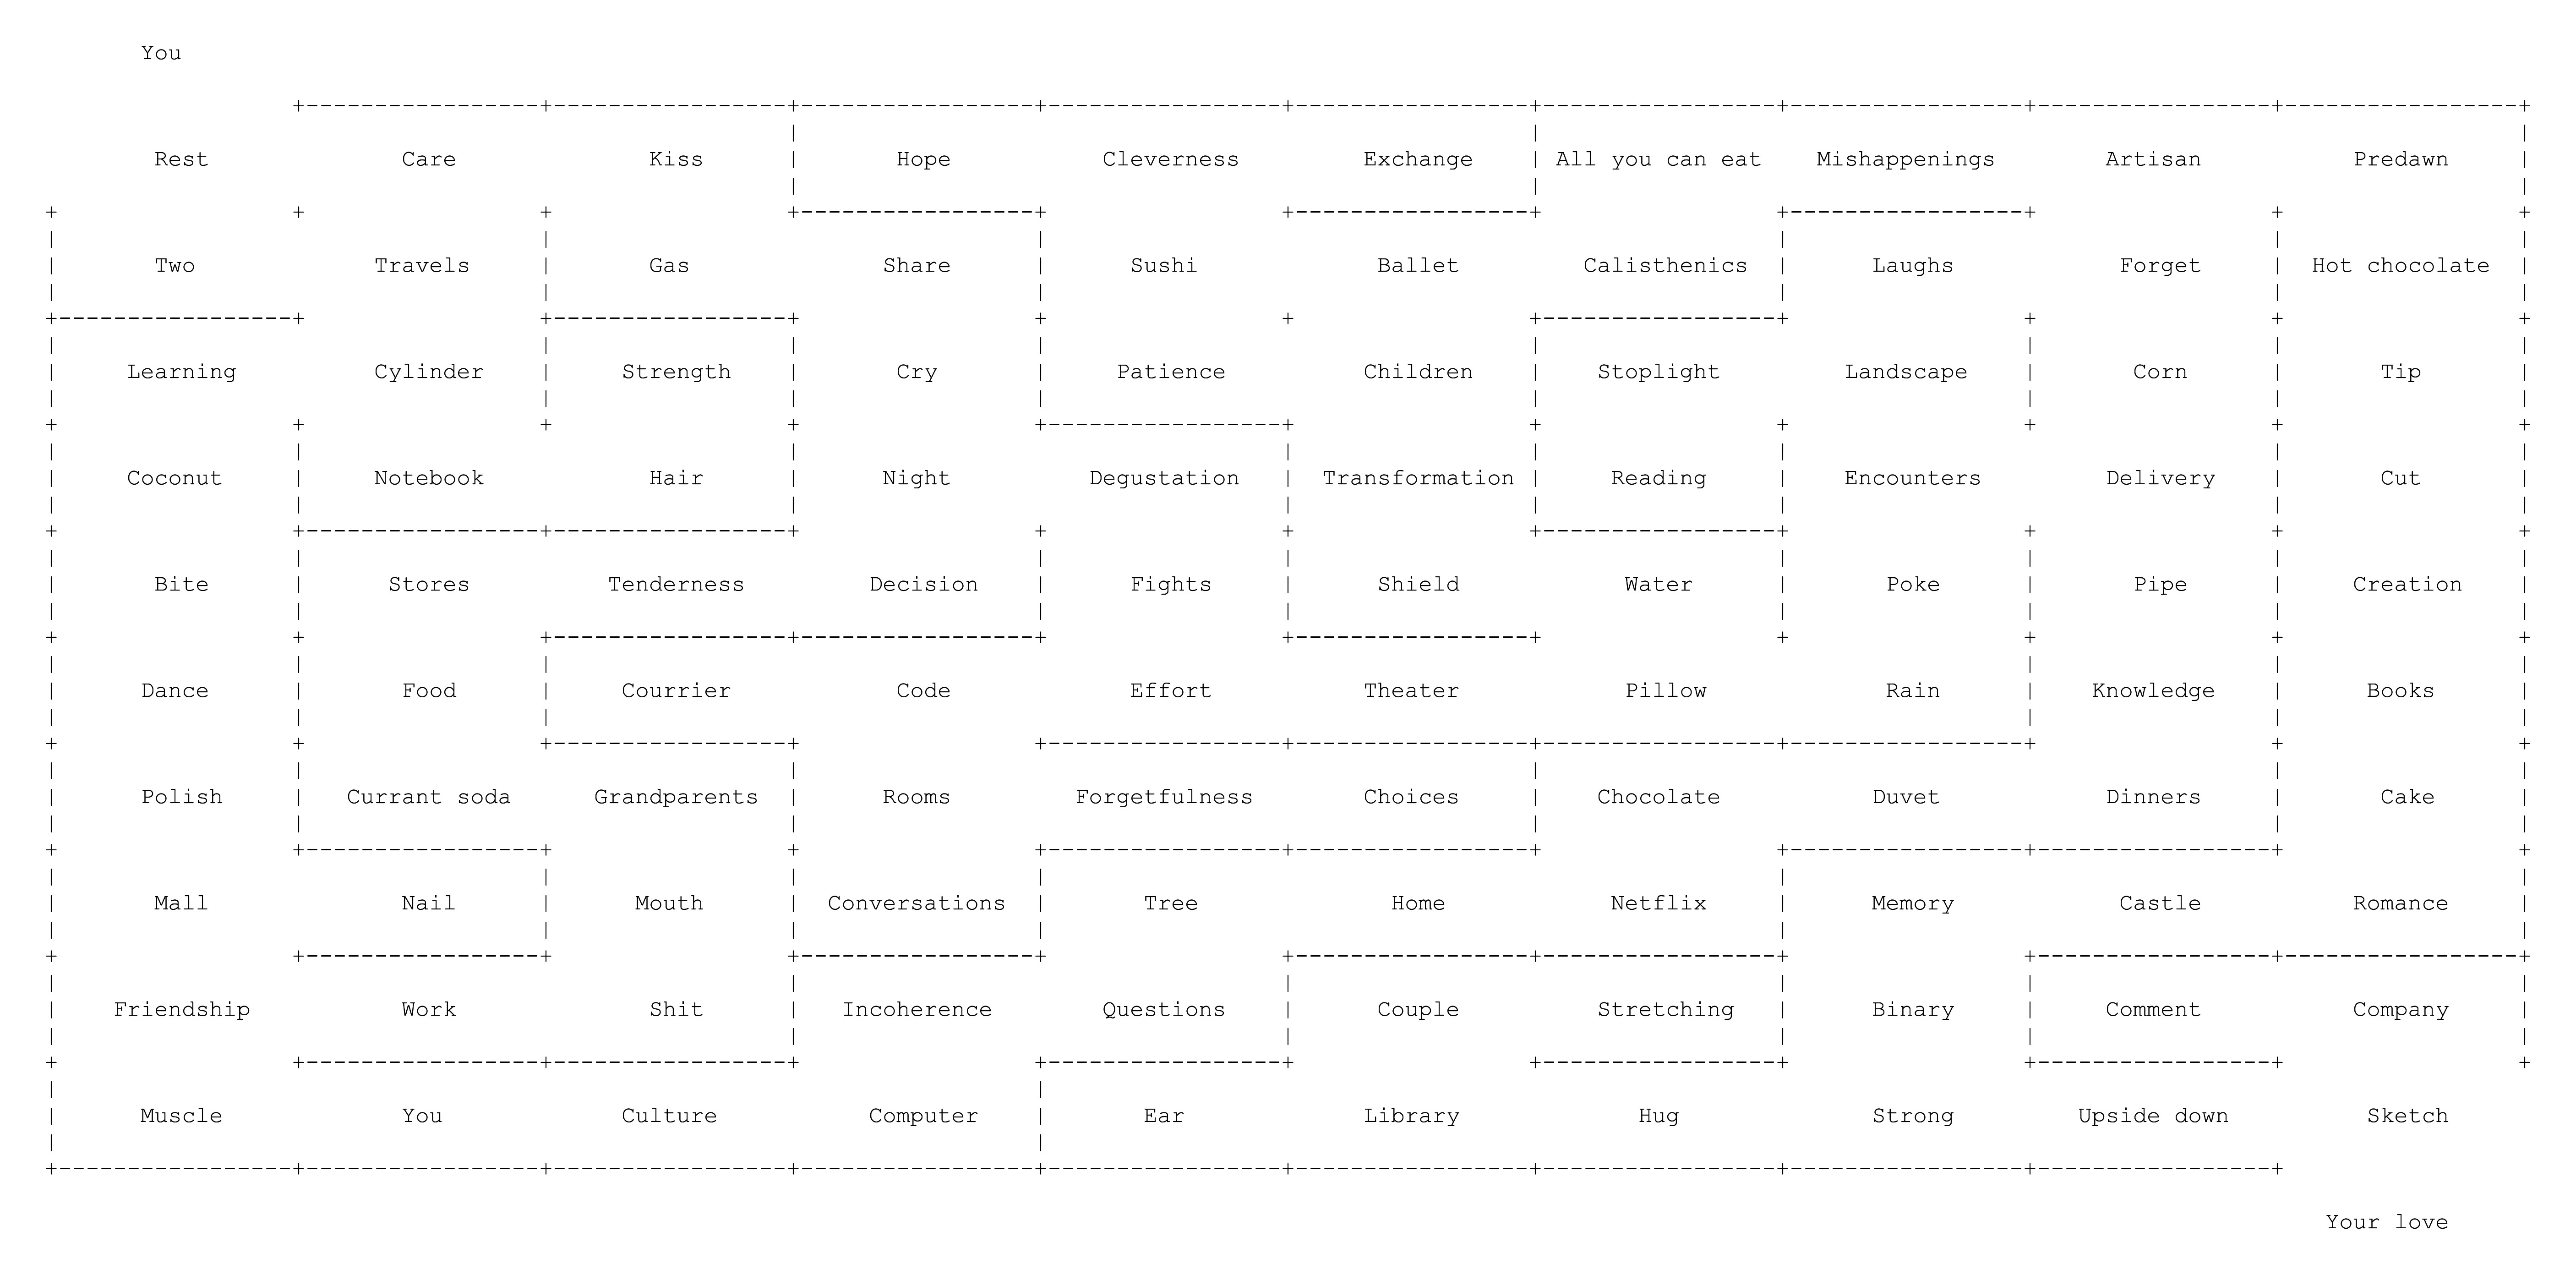 You
Rest Care Kiss Hope Cleverness Exchange All you can eat Mishappenings Artisan Predawn
Two Travels Gas Share Sushi Ballet Calisthenics Laughs Forget Hot chocolate
Learning Cylinder Strength Cry Patience Children Stoplight Landscape Corn Tip
Coconut Notebook Hair Night Degustation Transformation Reading Encounters Delivery Cut
Bite Stores Tenderness Decision Fights Shield Water Poke Pipe Creation
Dance Food Courrier Code Effort Theater Pillow Rain Knowledge Books
Polish Currant soda Grandparents Rooms Forgetfulness Choices Chocolate Duvet Dinners Cake
Mall Nail Mouth Conversations Tree Home Netflix Memory Castle Romance
Friendship Work Shit Incoherence Questions Couple Stretching Binary Comment Company
Muscle You Culture Computer Ear Library Hug Strong Upside down Sketch
Your love